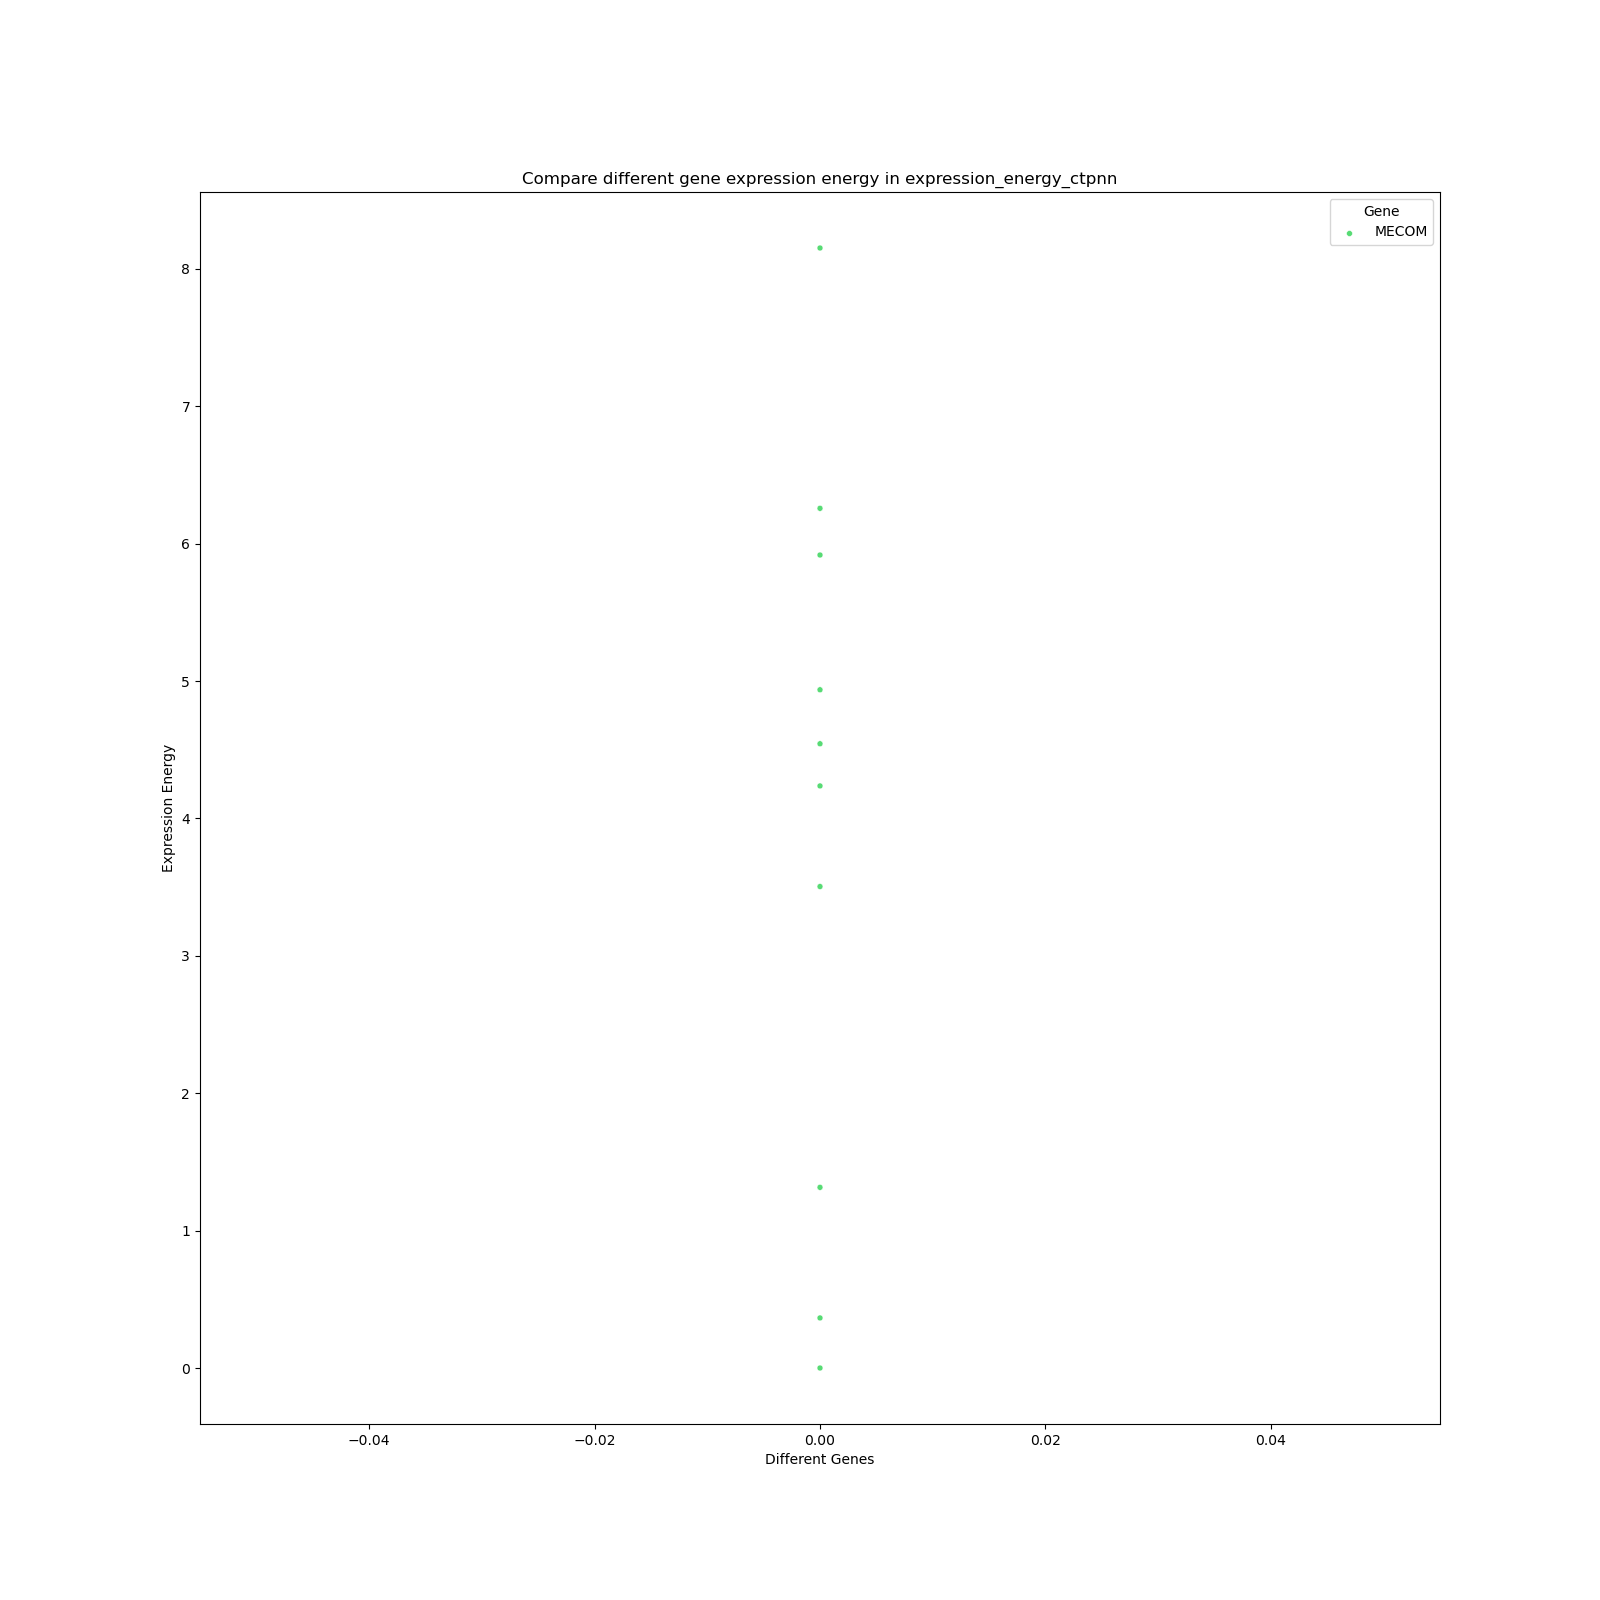 Compare different gene expression energy in expression_energy_ctpnn
Gene
MECOM
8
7
6
5
4
3
2
1
0
Expression Energy
−0.04
−0.02
0.00
0.02
0.04
Different Genes